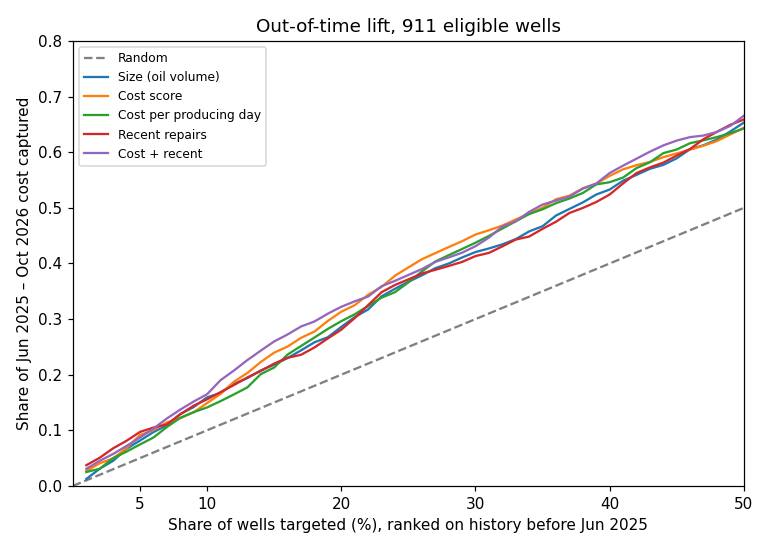 Out-of-time lift, 911 eligible wells
Share of Jun 2025 – Oct 2026 cost captured
0.8
0.7
0.6
0.5
0.4
0.3
0.2
0.1
0.0
Random
Size (oil volume)
Cost score
Cost per producing day
Recent repairs
Cost + recent
5
10
20
30
40
50
Share of wells targeted (%), ranked on history before Jun 2025